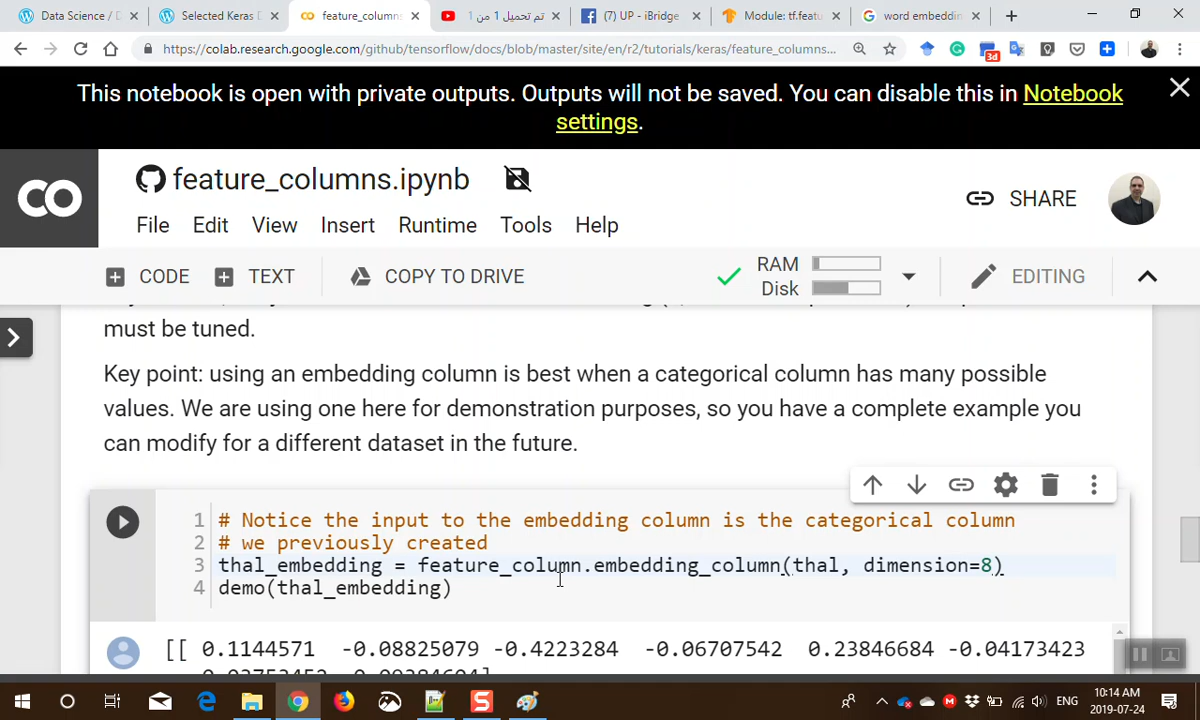 Data Science / D
Selected Keras D
feature_columns
تم تحميل 1 من 1
(7) UP - iBridge
Module: tf.featu
word embeddin
https://colab.research.google.com/github/tensorflow/docs/blob/master/site/en/r2/tutorials/keras/feature_columns...
3d
This notebook is open with private outputs. Outputs will not be saved. You can disable this in Notebook
settings.
CO
feature_columns.ipynb
SHARE
File Edit View Insert Runtime Tools Help
CODE
TEXT
COPY TO DRIVE
RAM
Disk
EDITING
must be tuned.
Key point: using an embedding column is best when a categorical column has many possible
values. We are using one here for demonstration purposes, so you have a complete example you
can modify for a different dataset in the future.
1 # Notice the input to the embedding column is the categorical column
2 # we previously created
3 thal_embedding = feature_column.embedding_column(thal, dimension=8)
4 demo(thal_embedding)
[[ 0.1144571 -0.08825079 -0.4223284 -0.06707542 0.23846684 -0.04173423
ENG
10:14 AM
2019-07-24